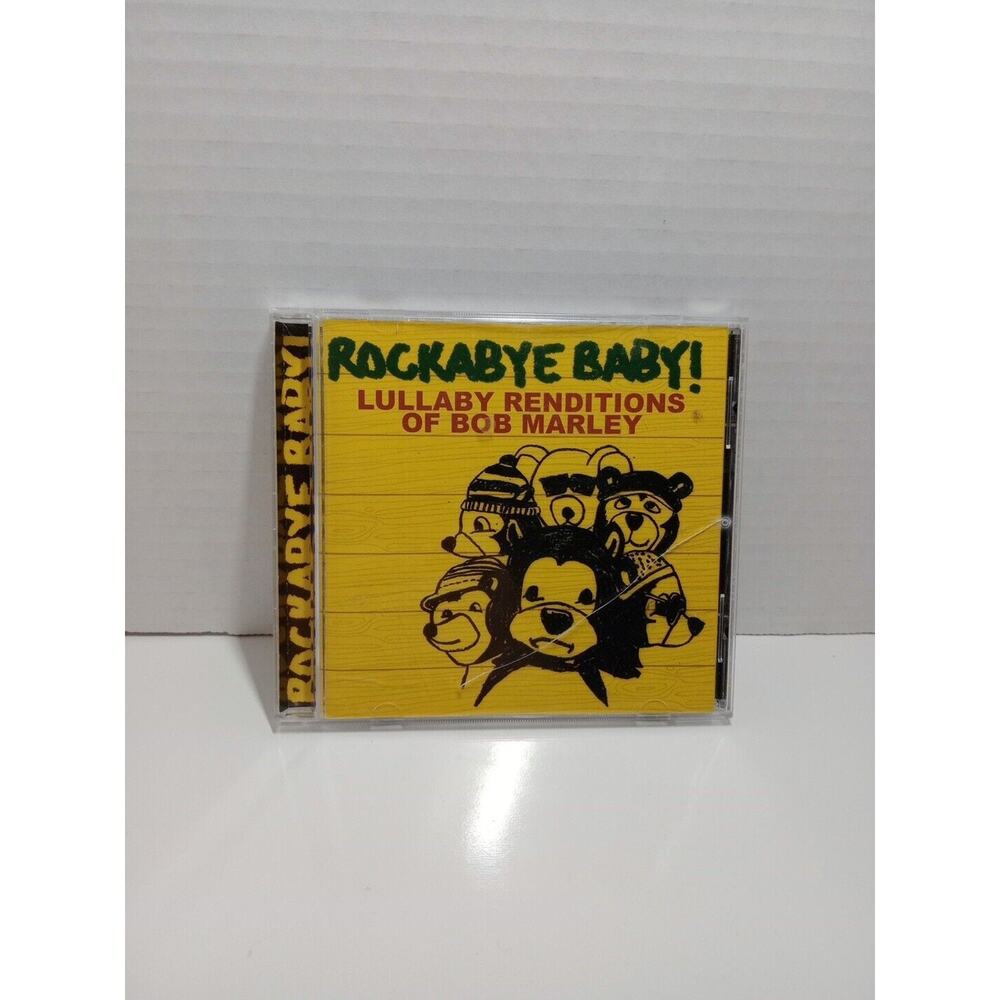 ROCKABYE BABY!
LULLABY RENDITIONS
OF BOB MARLEY
ROCKABYE BABY!